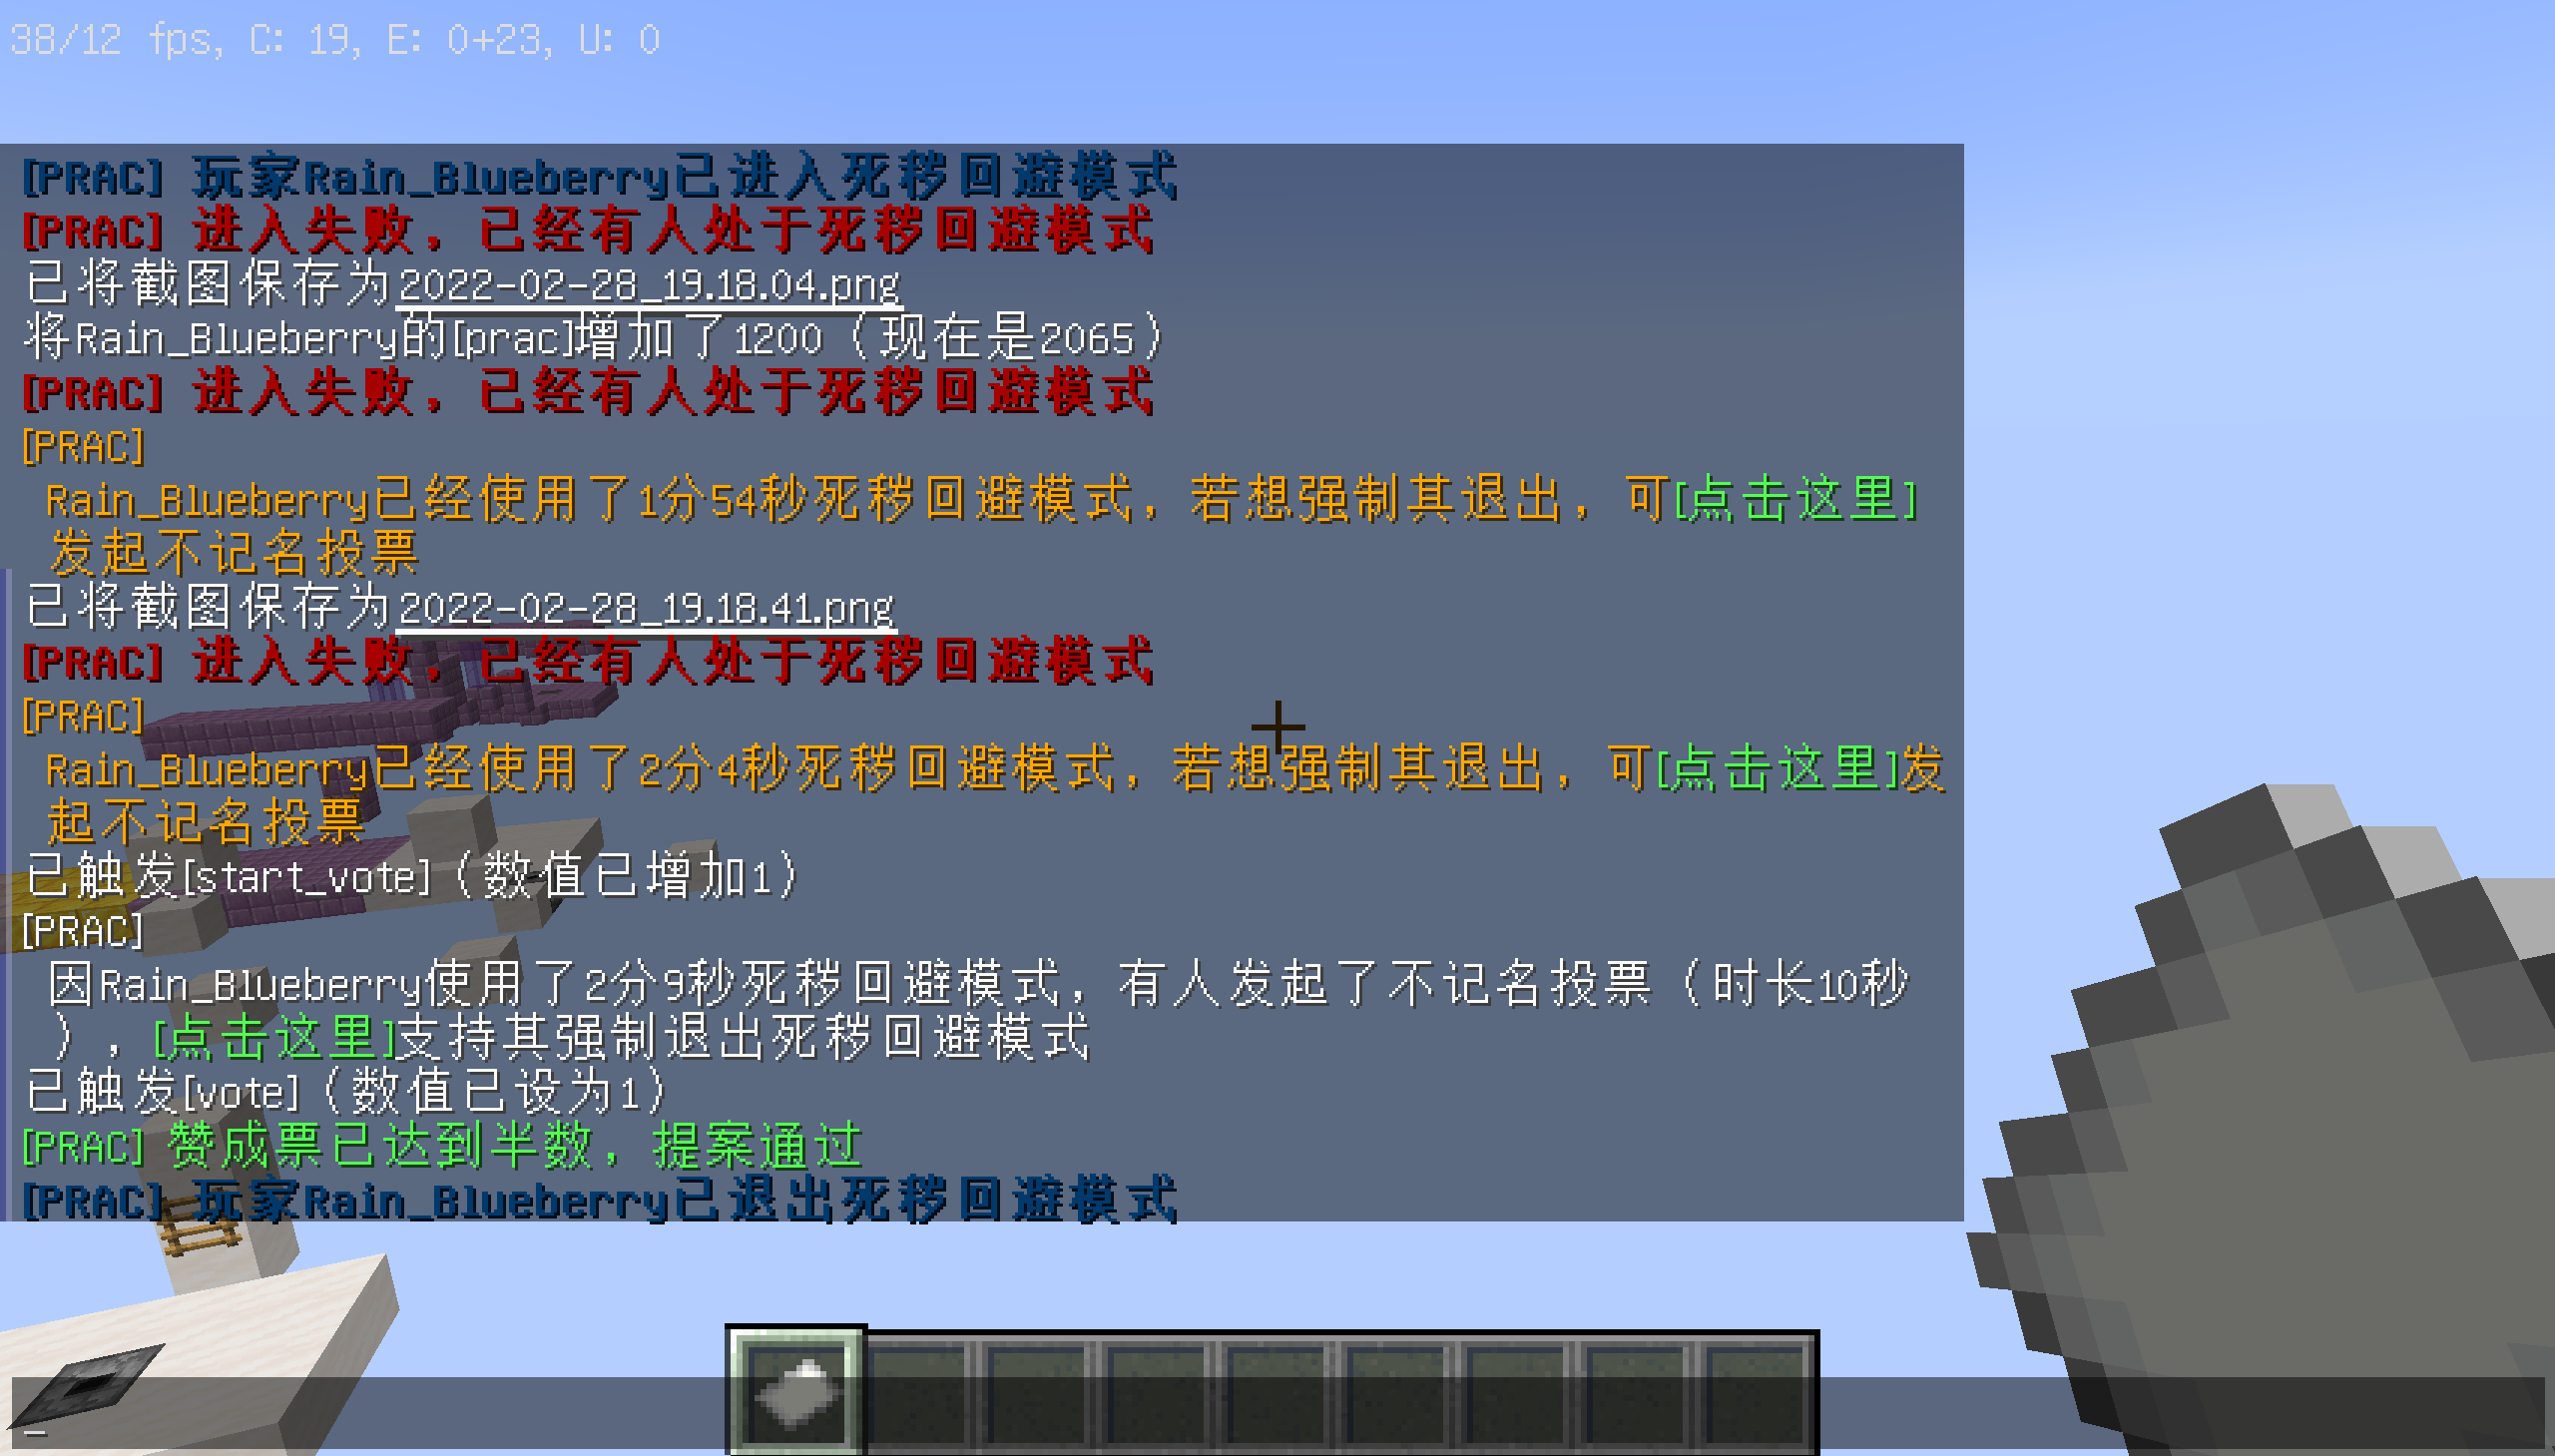 38/12 fps, C: 19, E: 0+23, U: 0
[PRAC] 玩家Rain_Blueberry已进入死秽回避模式
[PRAC] 进入失败，已经有人处于死秽回避模式
已将截图保存为2022-02-28_19.18.04.png
将Rain_Blueberry的[prac]增加了1200（现在是2065）
[PRAC] 进入失败，已经有人处于死秽回避模式
[PRAC]
Rain_Blueberry已经使用了1分54秒死秽回避模式，若想强制其退出，可[点击这里]
发起不记名投票
已将截图保存为2022-02-28_19.18.41.png
[PRAC] 进入失败，已经有人处于死秽回避模式
[PRAC]
Rain_Blueberry已经使用了2分4秒死秽回避模式，若想强制其退出，可[点击这里]发
起不记名投票
已触发[start_vote]（数值已增加1）
[PRAC]
因Rain_Blueberry使用了2分9秒死秽回避模式，有人发起了不记名投票（时长10秒
），[点击这里]支持其强制退出死秽回避模式
已触发[vote]（数值已设为1）
[PRAC] 赞成票已达到半数，提案通过
[PRAC] 玩家Rain_Blueberry已退出死秽回避模式